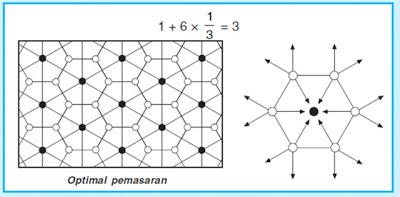 1 + 6 × 1/3 = 3
Optimal pemasaran